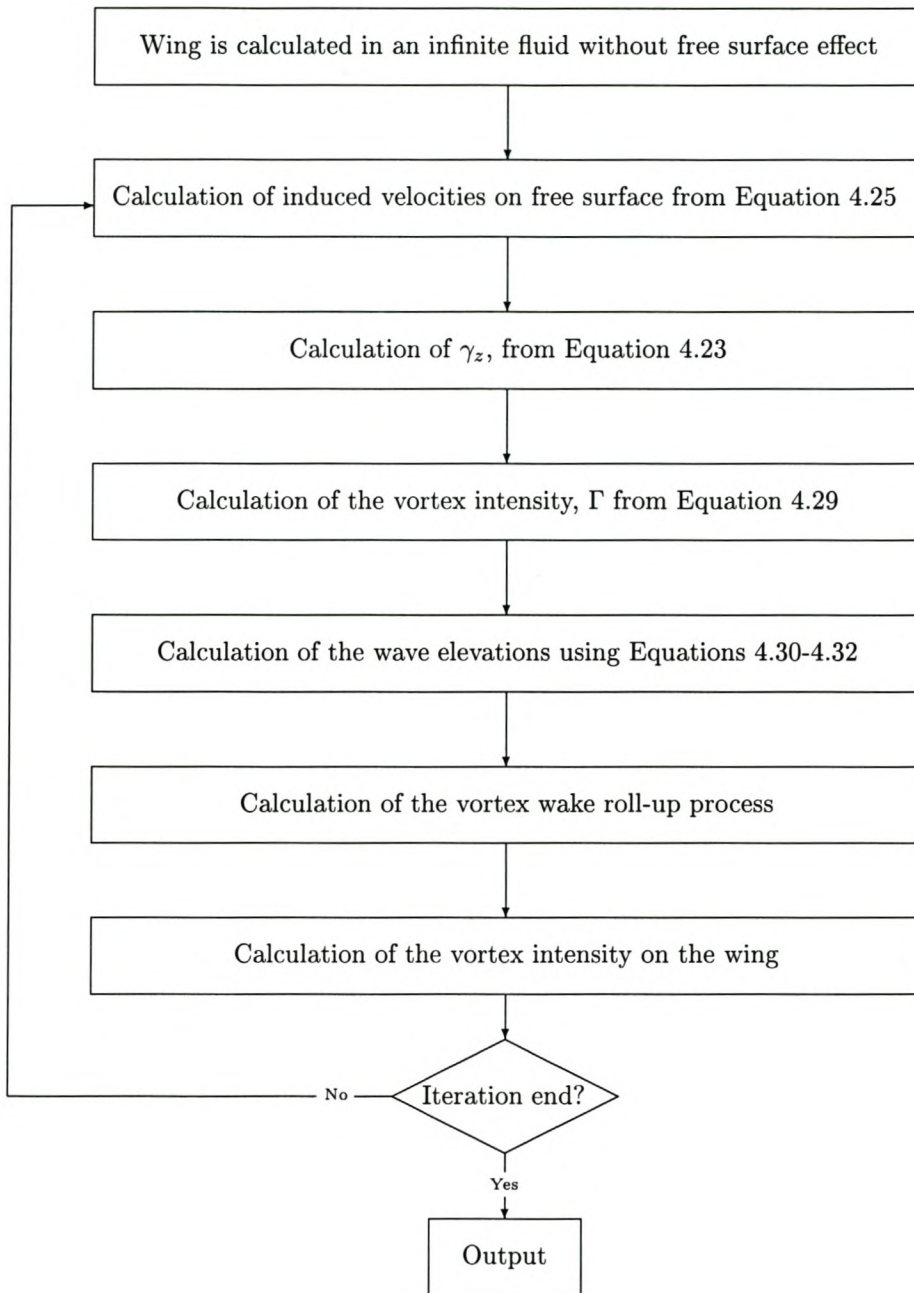 Wing is calculated in an infinite fluid without free surface effect
Calculation of induced velocities on free surface from Equation 4.25
Calculation of γz, from Equation 4.23
Calculation of the vortex intensity, Γ from Equation 4.29
Calculation of the wave elevations using Equations 4.30-4.32
Calculation of the vortex wake roll-up process
Calculation of the vortex intensity on the wing
No
Iteration end?
Yes
Output